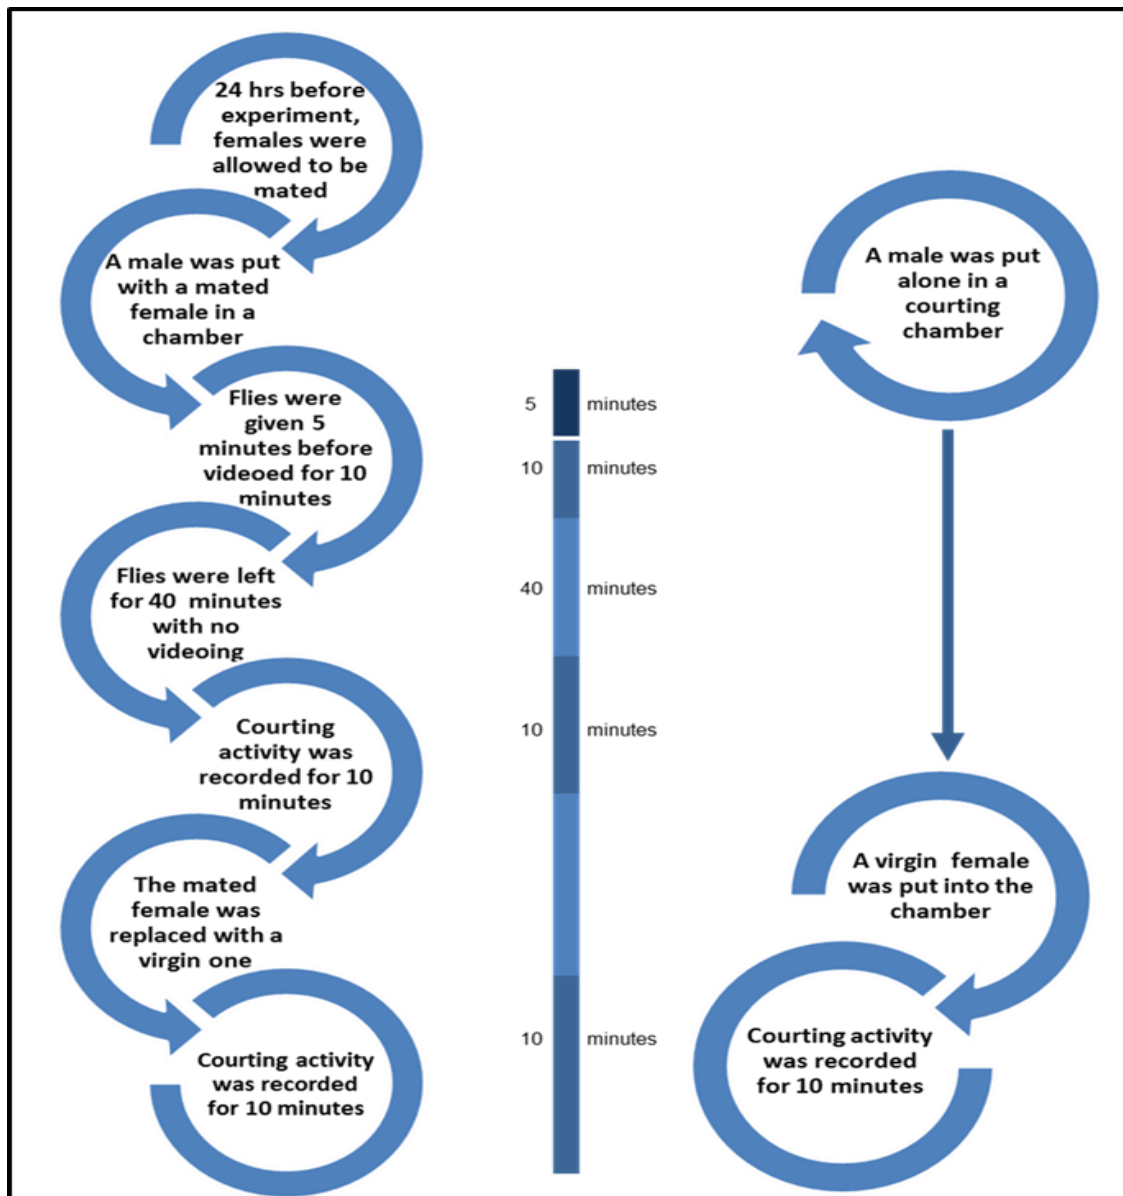 24 hrs before
experiment,
females were
allowed to be
mated
A male was put
with a mated
female in a
chamber
Flies were
given 5
minutes before
videoed for 10
minutes
Flies were left
for 40 minutes
with no
videoing
Courting
activity was
recorded for 10
minutes
The mated
female was
replaced with a
virgin one
Courting activity
was recorded
for 10 minutes
5 minutes
10 minutes
40 minutes
10 minutes
10 minutes
A male was put
alone in a
courting
chamber
A virgin female
was put into the
chamber
Courting activity
was recorded
for 10 minutes